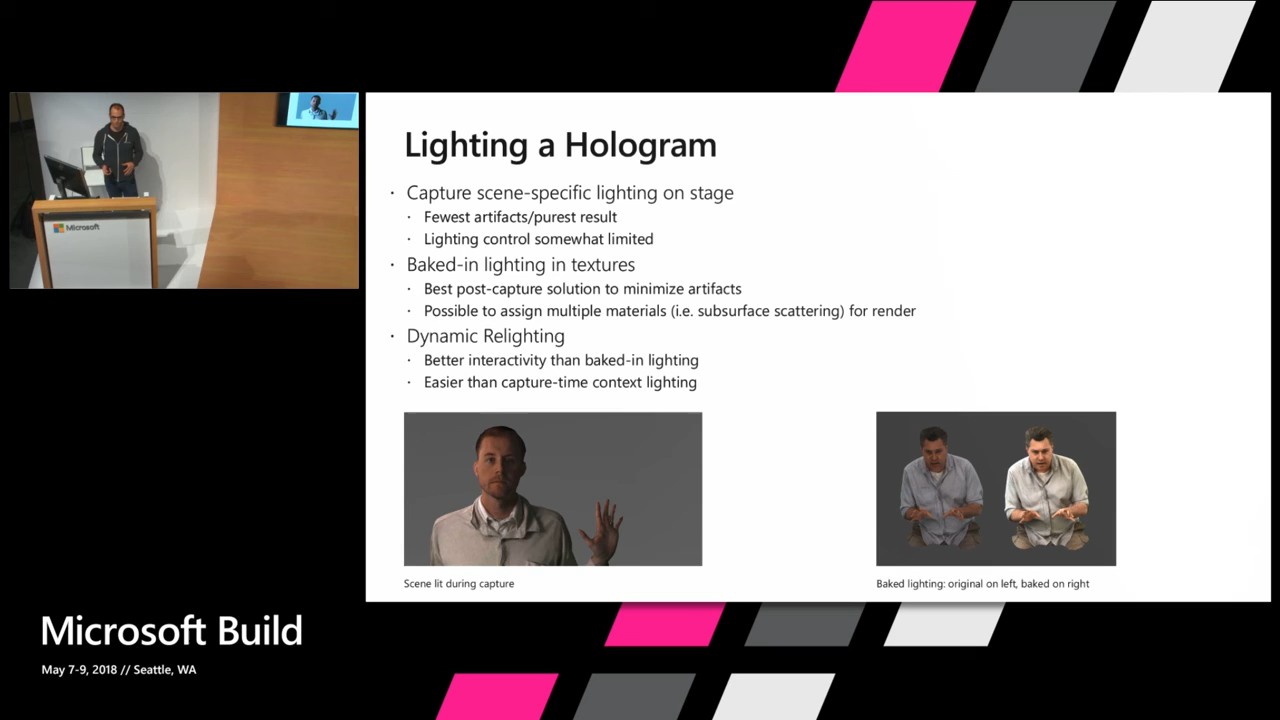 Microsoft
Lighting a Hologram
· Capture scene-specific lighting on stage
· Fewest artifacts/purest result
· Lighting control somewhat limited
· Baked-in lighting in textures
· Best post-capture solution to minimize artifacts
· Possible to assign multiple materials (i.e. subsurface scattering) for render
· Dynamic Relighting
· Better interactivity than baked-in lighting
· Easier than capture-time context lighting
Scene lit during capture
Baked lighting: original on left, baked on right
Microsoft Build
May 7-9, 2018 // Seattle, WA